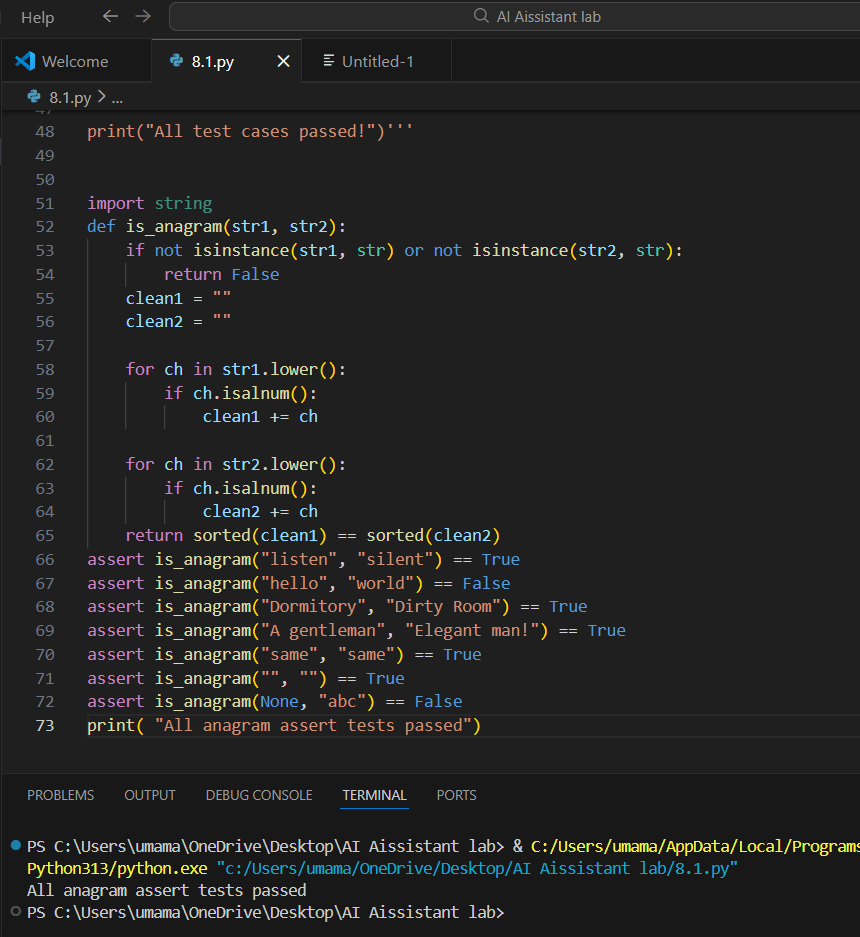 Help
AI Aissistant lab
Welcome
8.1.py
Untitled-1
8.1.py > ...
47
48 print("All test cases passed!")'''
49
50
51 import string
52 def is_anagram(str1, str2):
53     if not isinstance(str1, str) or not isinstance(str2, str):
54         return False
55     clean1 = ""
56     clean2 = ""
57
58     for ch in str1.lower():
59         if ch.isalnum():
60             clean1 += ch
61
62     for ch in str2.lower():
63         if ch.isalnum():
64             clean2 += ch
65     return sorted(clean1) == sorted(clean2)
66 assert is_anagram("listen", "silent") == True
67 assert is_anagram("hello", "world") == False
68 assert is_anagram("Dormitory", "Dirty Room") == True
69 assert is_anagram("A gentleman", "Elegant man!") == True
70 assert is_anagram("same", "same") == True
71 assert is_anagram("", "") == True
72 assert is_anagram(None, "abc") == False
73 print( "All anagram assert tests passed")
PROBLEMS OUTPUT DEBUG CONSOLE TERMINAL PORTS
PS C:\Users\umama\OneDrive\Desktop\AI Aissistant lab> & C:/Users/umama/AppData/Local/Programs
Python313/python.exe "c:/Users/umama/OneDrive/Desktop/AI Aissistant lab/8.1.py"
All anagram assert tests passed
PS C:\Users\umama\OneDrive\Desktop\AI Aissistant lab>